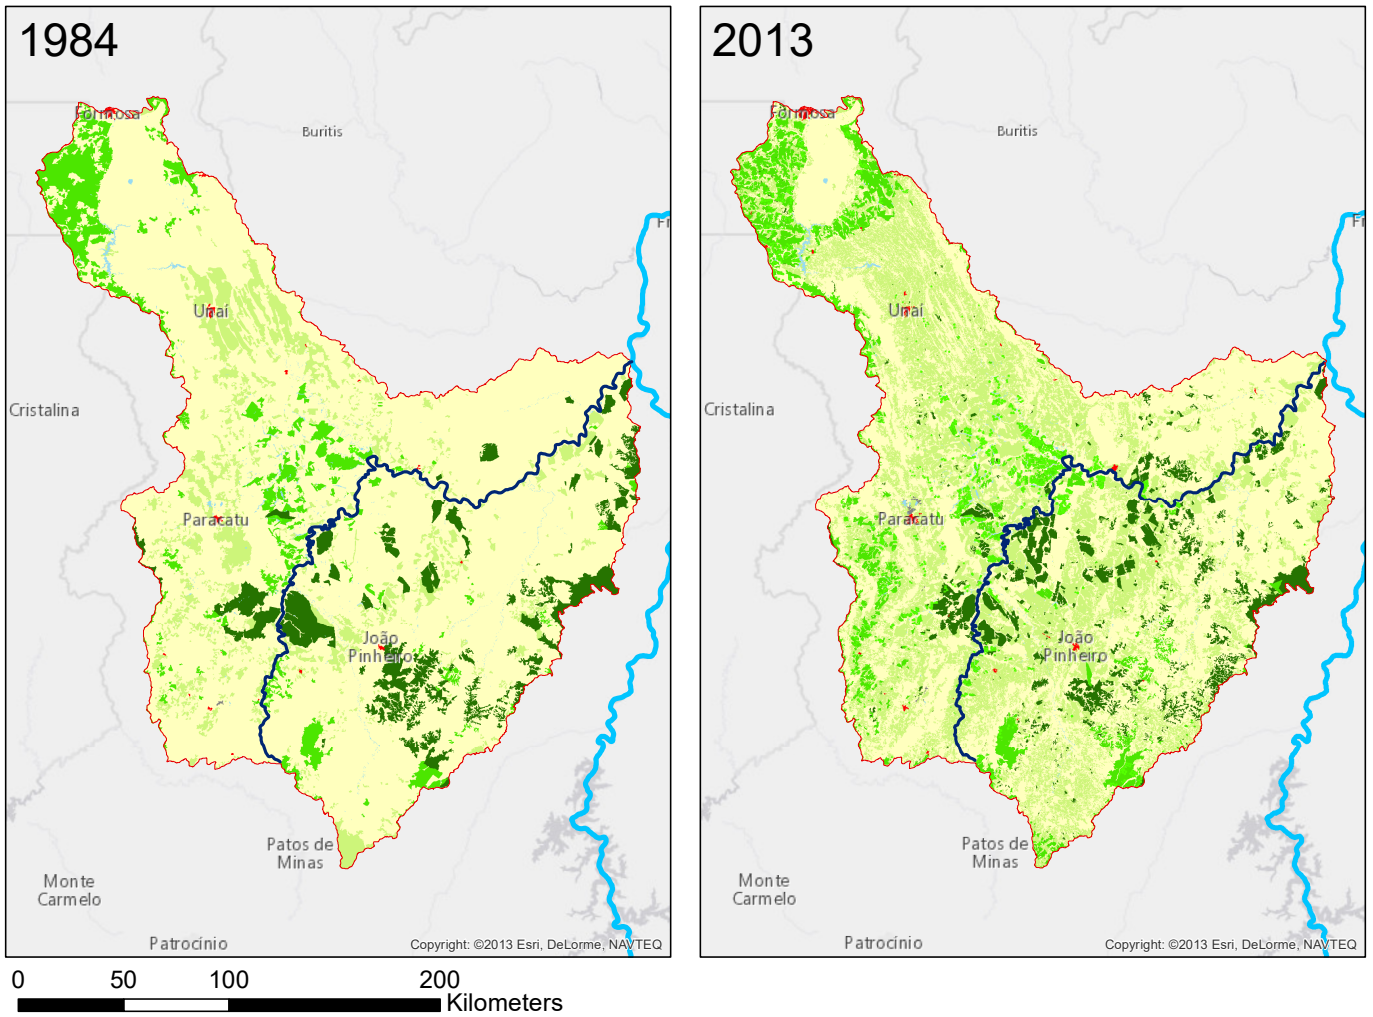 1984
Formosa
Buritis
Fr
Unaí
Cristalina
Paracatu
João
Pinheiro
Patos de
Minas
Monte
Carmelo
Patrocínio
Copyright: ©2013 Esri, DeLorme, NAVTEQ
2013
Formosa
Buritis
Fr
Unaí
Cristalina
Paracatu
João
Pinheiro
Patos de
Minas
Monte
Carmelo
Patrocínio
Copyright: ©2013 Esri, DeLorme, NAVTEQ
0 50 100 200
Kilometers